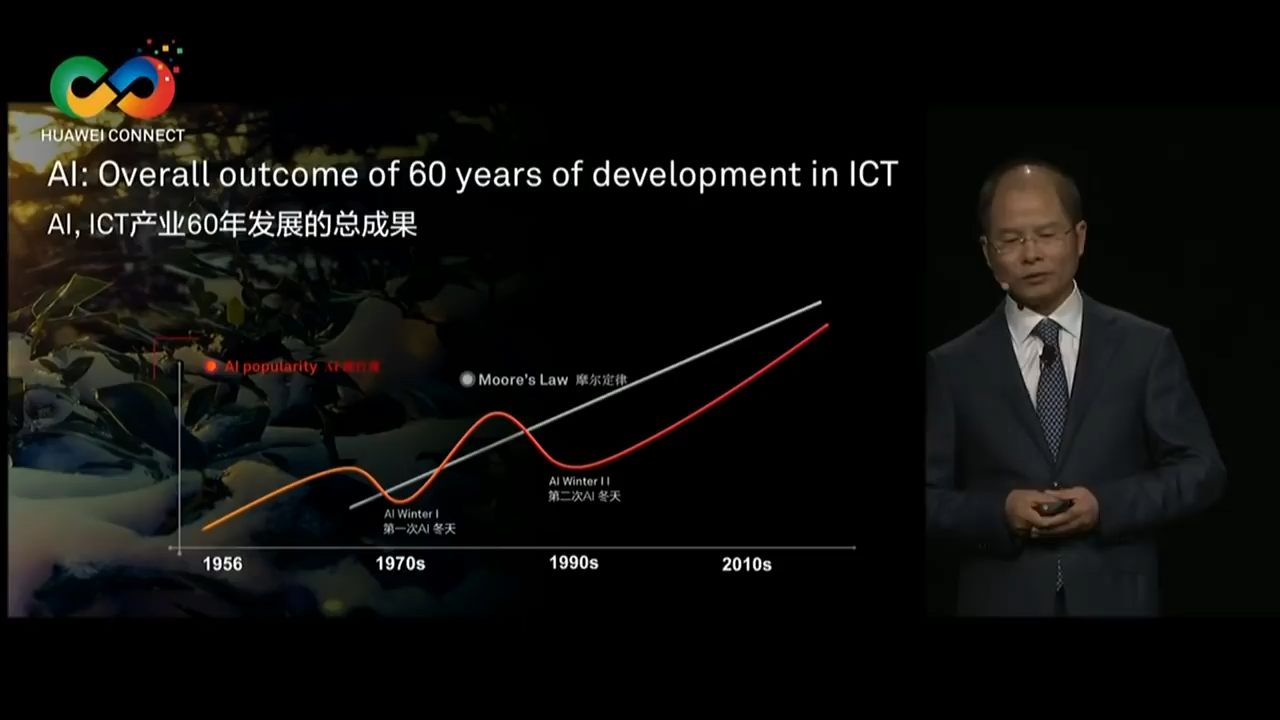 HUAWEI CONNECT
AI: Overall outcome of 60 years of development in ICT
AI, ICT产业60年发展的总成果
AI popularity
Moore's Law 摩尔定律
AI Winter I
第一次AI 冬天
AI Winter II
第二次AI 冬天
1956 1970s 1990s 2010s